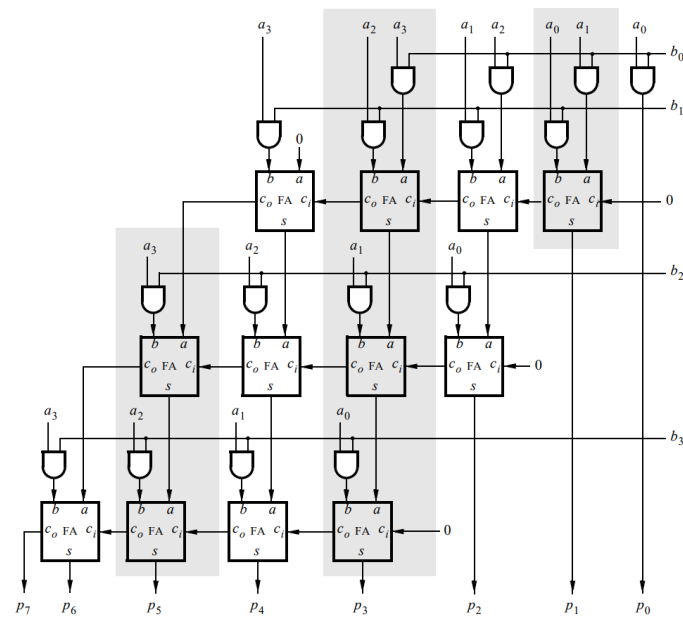 a3 a2 a3 a1 a2 a0 a1 a0
b0
b1
0
b a b a b a b a
co FA ci co FA ci co FA ci co FA ci 0
s s s s
a3 a2 a1 a0
b2
b a b a b a b a
co FA ci co FA ci co FA ci co FA ci 0
s s s s
a3 a2 a1 a0
b3
b a b a b a b a
co FA ci co FA ci co FA ci co FA ci 0
s s s s
p7 p6 p5 p4 p3 p2 p1 p0